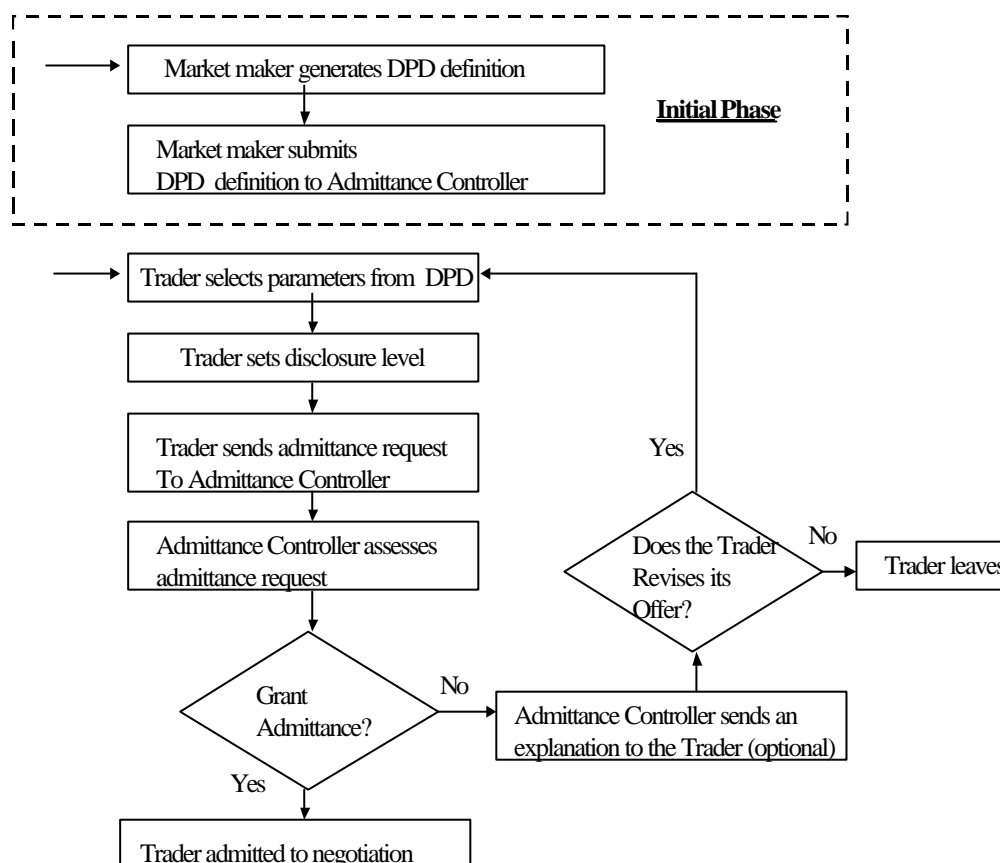 Market maker generates DPD definition
Initial Phase
Market maker submits
DPD definition to Admittance Controller
Trader selects parameters from DPD
Trader sets disclosure level
Trader sends admittance request
To Admittance Controller
Admittance Controller assesses
admittance request
Yes
Does the Trader
Revises its
Offer?
No
Trader leaves
Grant
Admittance?
No
Admittance Controller sends an
explanation to the Trader (optional)
Yes
Trader admitted to negotiation